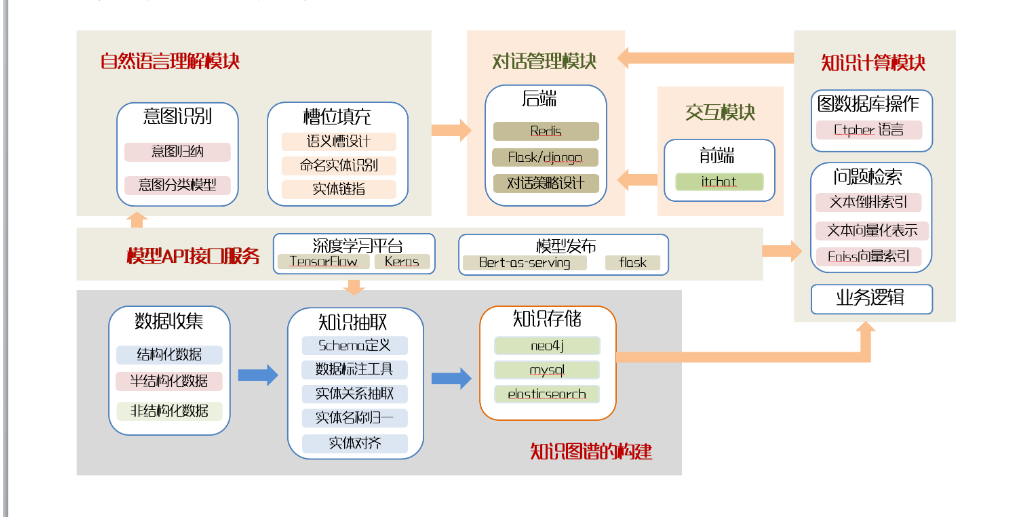 自然语言理解模块
意图识别
意图归纳
意图分类模型
槽位填充
语义槽设计
命名实体识别
实体链指
对话管理模块
后端
Redis
Flask/django
对话策略设计
交互模块
前端
itchat
知识计算模块
图数据库操作
Ctpher 语言
问题检索
文本倒排索引
文本向量化表示
Faiss向量索引
业务逻辑
模型API接口服务
深度学习平台
TensorFlow
Keras
模型发布
Bert-as-serving
flask
数据收集
结构化数据
半结构化数据
非结构化数据
知识抽取
Schema定义
数据标注工具
实体关系抽取
实体名称归一
实体对齐
知识存储
neo4j
mysql
elasticsearch
知识图谱的构建